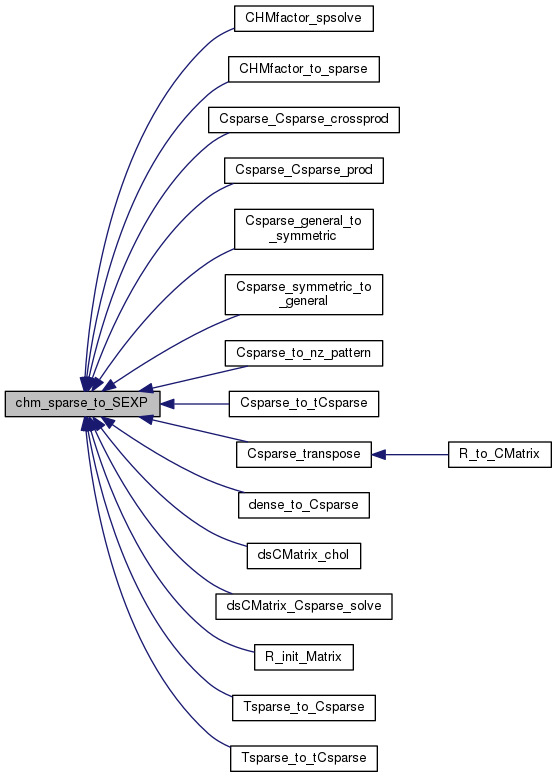 CHMfactor_spsolve
CHMfactor_to_sparse
Csparse_Csparse_crossprod
Csparse_Csparse_prod
Csparse_general_to
_symmetric
Csparse_symmetric_to
_general
Csparse_to_nz_pattern
chm_sparse_to_SEXP
Csparse_to_tCsparse
Csparse_transpose
R_to_CMatrix
dense_to_Csparse
dsCMatrix_chol
dsCMatrix_Csparse_solve
R_init_Matrix
Tsparse_to_Csparse
Tsparse_to_tCsparse